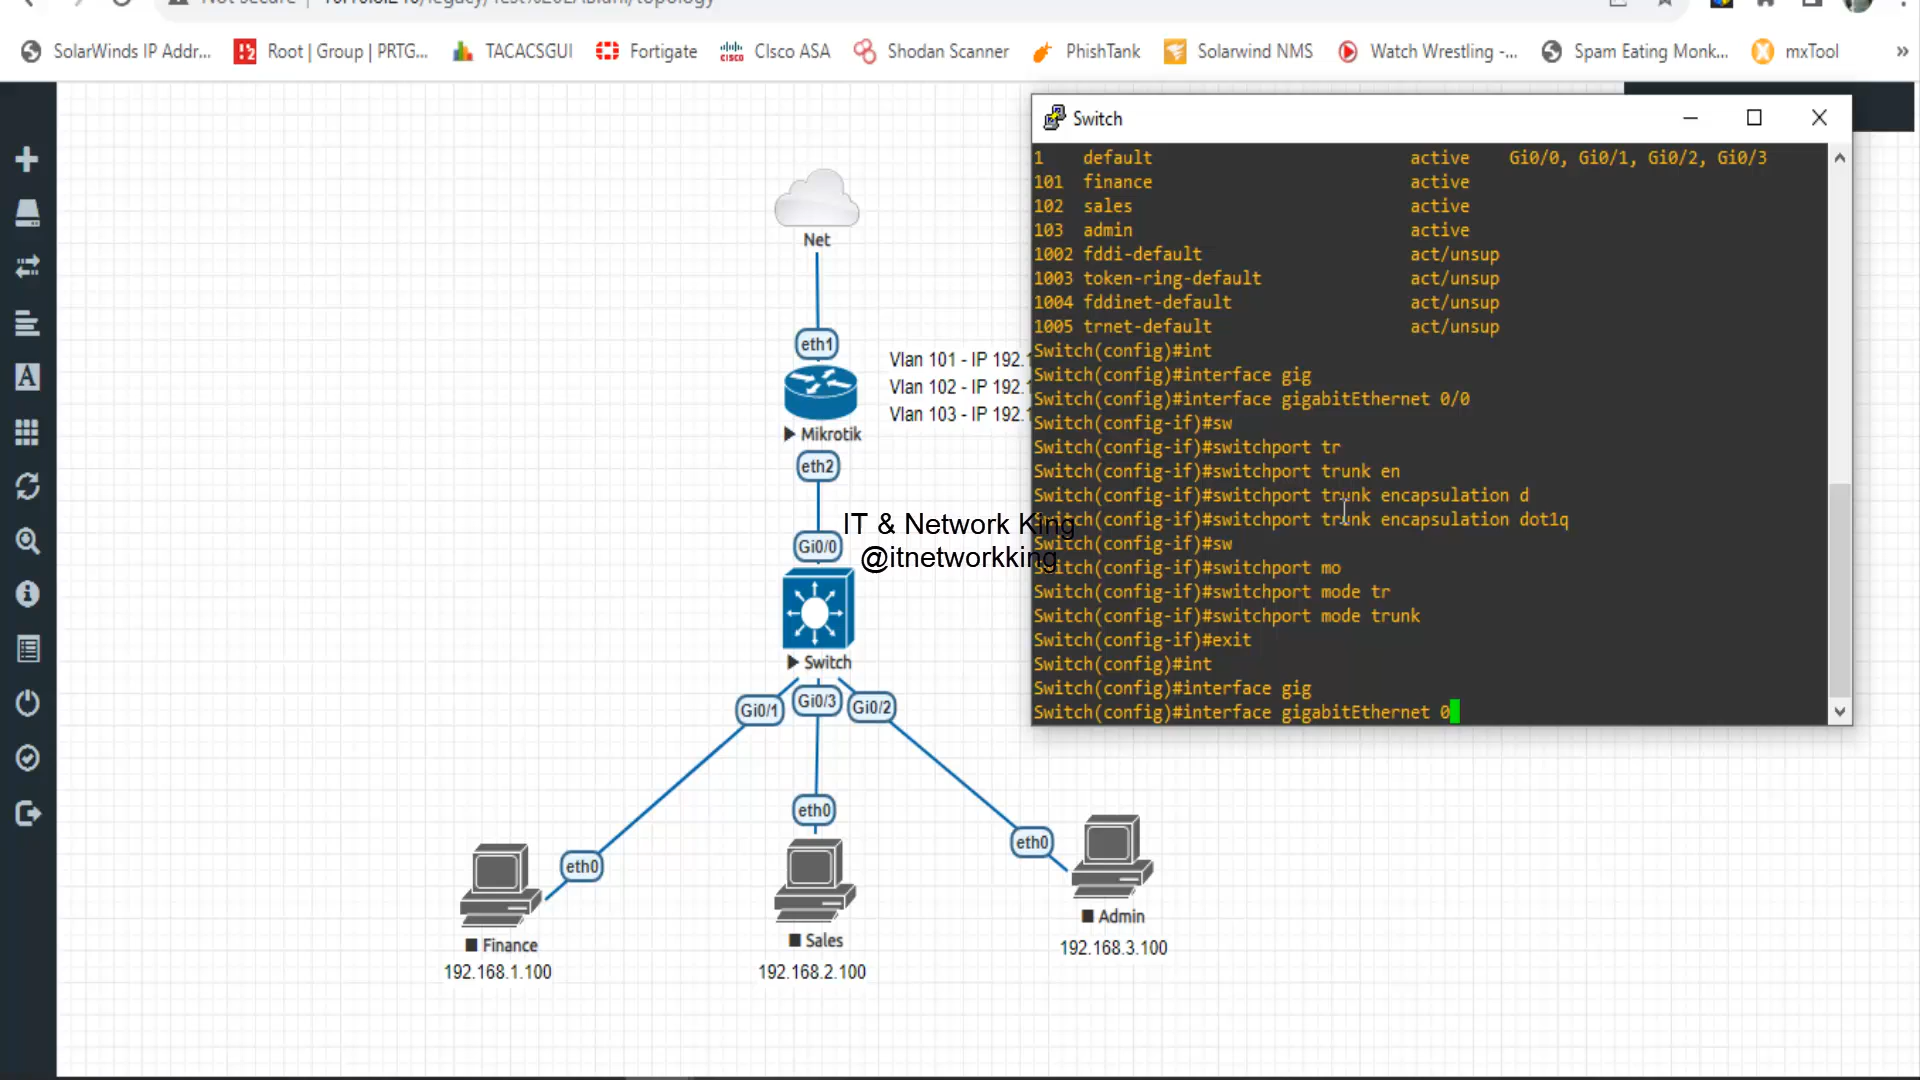 SolarWinds IP Addr...
Root | Group | PRTG...
TACACSGUI
Fortigate
CIsco ASA
Shodan Scanner
PhishTank
Solarwind NMS
Watch Wrestling -...
Spam Eating Monk...
mxTool
»
Switch
1 default active Gi0/0, Gi0/1, Gi0/2, Gi0/3
101 finance active
102 sales active
103 admin active
1002 fddi-default act/unsup
1003 token-ring-default act/unsup
1004 fddinet-default act/unsup
1005 trnet-default act/unsup
Switch(config)#int
Switch(config)#interface gig
Switch(config)#interface gigabitEthernet 0/0
Switch(config-if)#sw
Switch(config-if)#switchport tr
Switch(config-if)#switchport trunk en
Switch(config-if)#switchport trunk encapsulation d
Switch(config-if)#switchport trunk encapsulation dot1q
Switch(config-if)#sw
Switch(config-if)#switchport mo
Switch(config-if)#switchport mode tr
Switch(config-if)#switchport mode trunk
Switch(config-if)#exit
Switch(config)#int
Switch(config)#interface gig
Switch(config)#interface gigabitEthernet 0
Net
eth1
Vlan 101 - IP 192.1
Vlan 102 - IP 192.1
Vlan 103 - IP 192.1
Mikrotik
eth2
IT & Network King
@itnetworkking
Gi0/0
Switch
Gi0/1
Gi0/3
Gi0/2
eth0
eth0
eth0
Finance
192.168.1.100
Sales
192.168.2.100
Admin
192.168.3.100